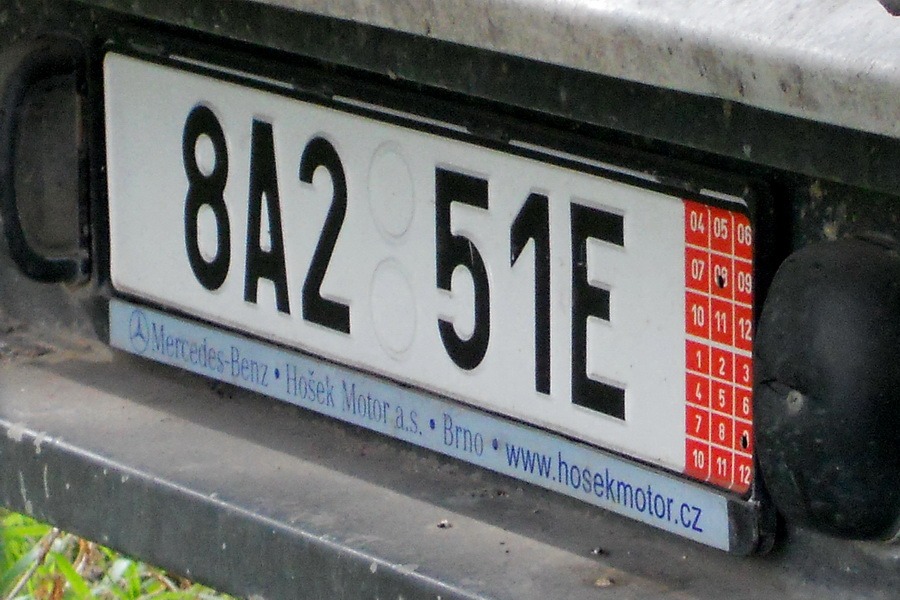 8A2 51E
04 05 06
07 08 09
10 11 12
1 2 3
4 5 6
7 8
10 11 12
Mercedes-Benz • Hošek Motor a.s. • Brno • www.hosekmotor.cz